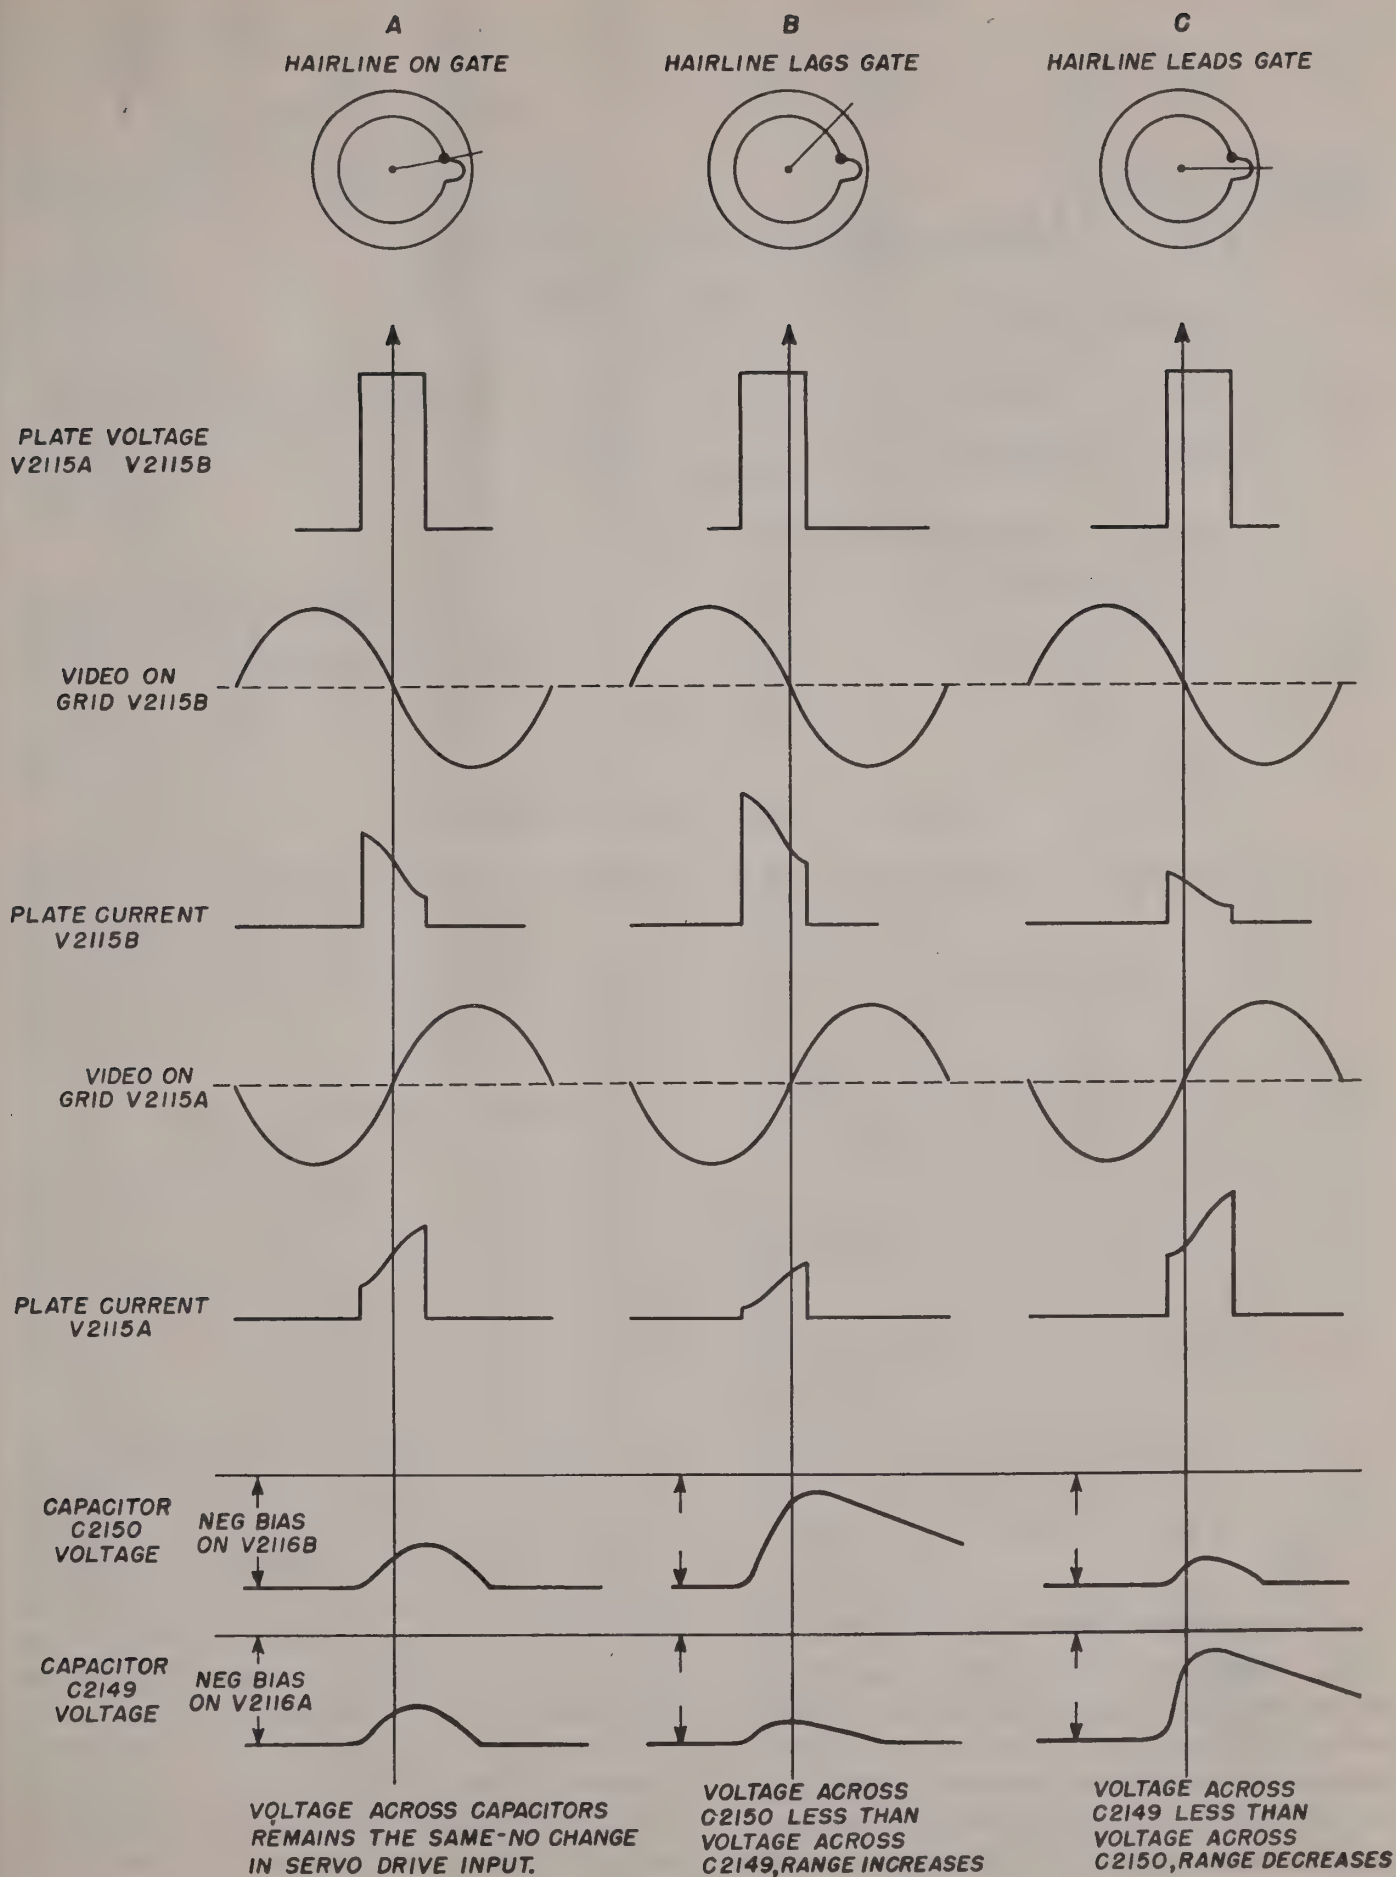 A
HAIRLINE ON GATE
B
HAIRLINE LAGS GATE
C
HAIRLINE LEADS GATE
PLATE VOLTAGE
V2115A V2115B
VIDEO ON
GRID V2115B
PLATE CURRENT
V2115B
VIDEO ON
GRID V2115A
PLATE CURRENT
V2115A
CAPACITOR
C2150
VOLTAGE
NEG BIAS
ON V2116B
CAPACITOR
C2149
VOLTAGE
NEG BIAS
ON V2116A
VOLTAGE ACROSS CAPACITORS
REMAINS THE SAME-NO CHANGE
IN SERVO DRIVE INPUT.
VOLTAGE ACROSS
C2150 LESS THAN
VOLTAGE ACROSS
C2149, RANGE INCREASES
VOLTAGE ACROSS
C2149 LESS THAN
VOLTAGE ACROSS
C2150, RANGE DECREASES